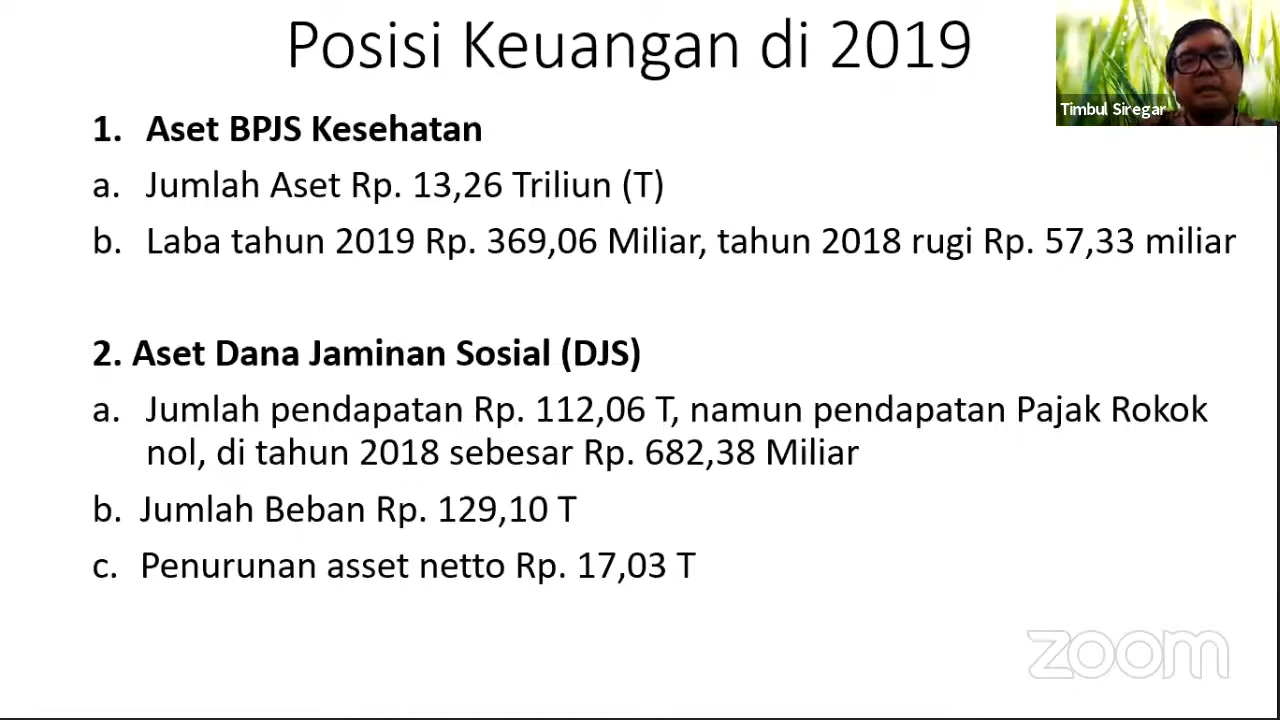 Posisi Keuangan di 2019
Timbul Siregar
1. Aset BPJS Kesehatan
a. Jumlah Aset Rp. 13,26 Triliun (T)
b. Laba tahun 2019 Rp. 369,06 Miliar, tahun 2018 rugi Rp. 57,33 miliar
2. Aset Dana Jaminan Sosial (DJS)
a. Jumlah pendapatan Rp. 112,06 T, namun pendapatan Pajak Rokok
nol, di tahun 2018 sebesar Rp. 682,38 Miliar
b. Jumlah Beban Rp. 129,10 T
c. Penurunan asset netto Rp. 17,03 T
zoom